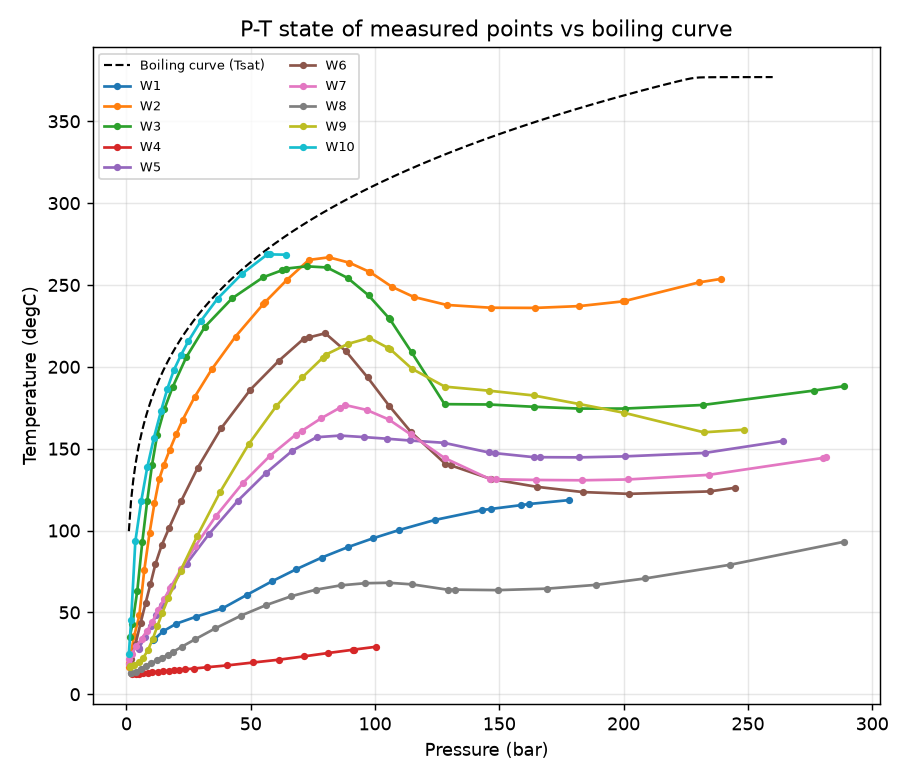 P-T state of measured points vs boiling curve
Boiling curve (Tsat)
W1
W2
W3
W4
W5
W6
W7
W8
W9
W10
Temperature (degC)
350
300
250
200
150
100
50
0
0
50
100
150
200
250
300
Pressure (bar)